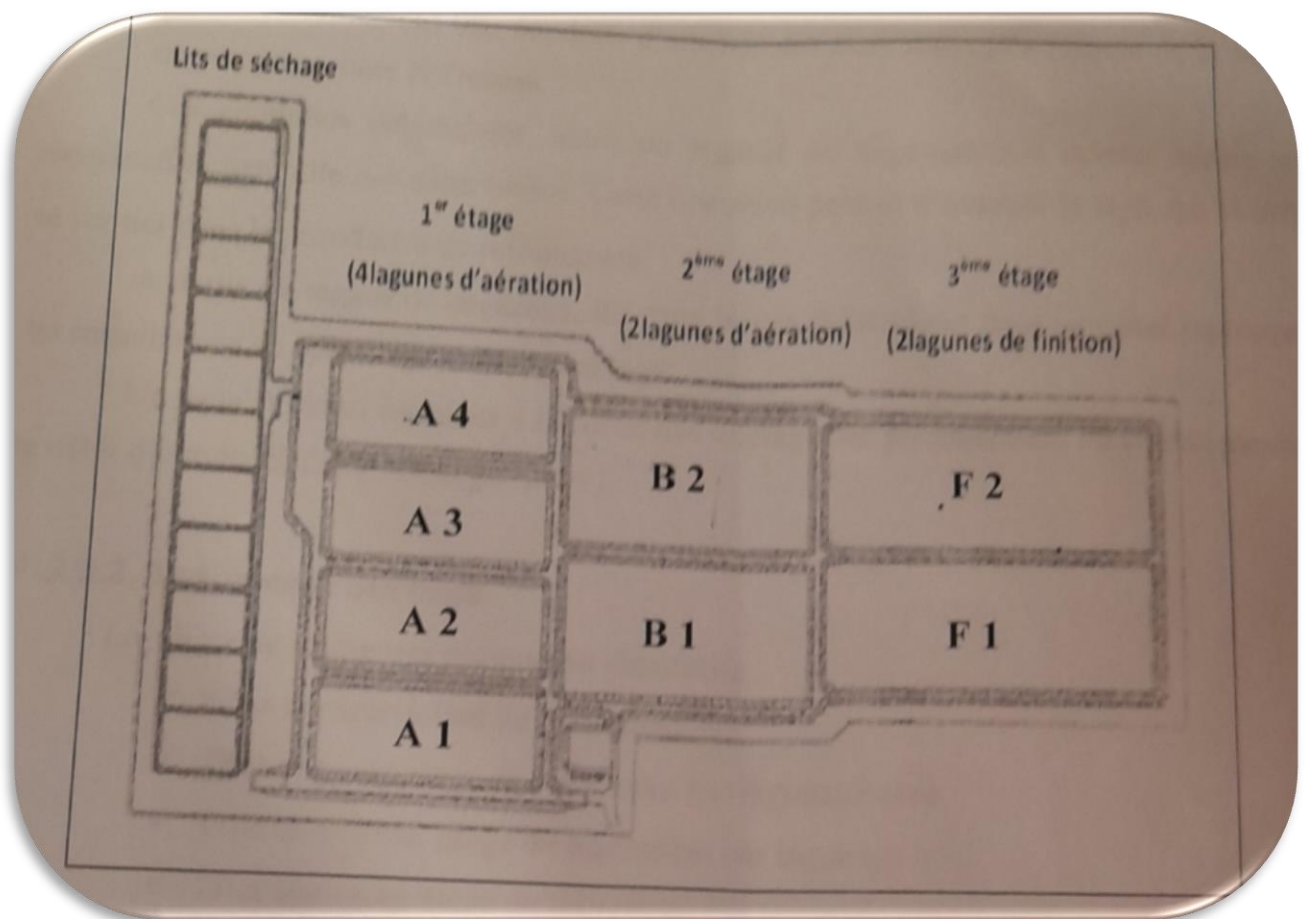 Lits de séchage
1er étage
(4lagunes d'aération)
2ème étage
(2lagunes d'aération)
3ème étage
(2lagunes de finition)
A 4
A 3
A 2
A 1
B 2
B 1
F 2
F 1